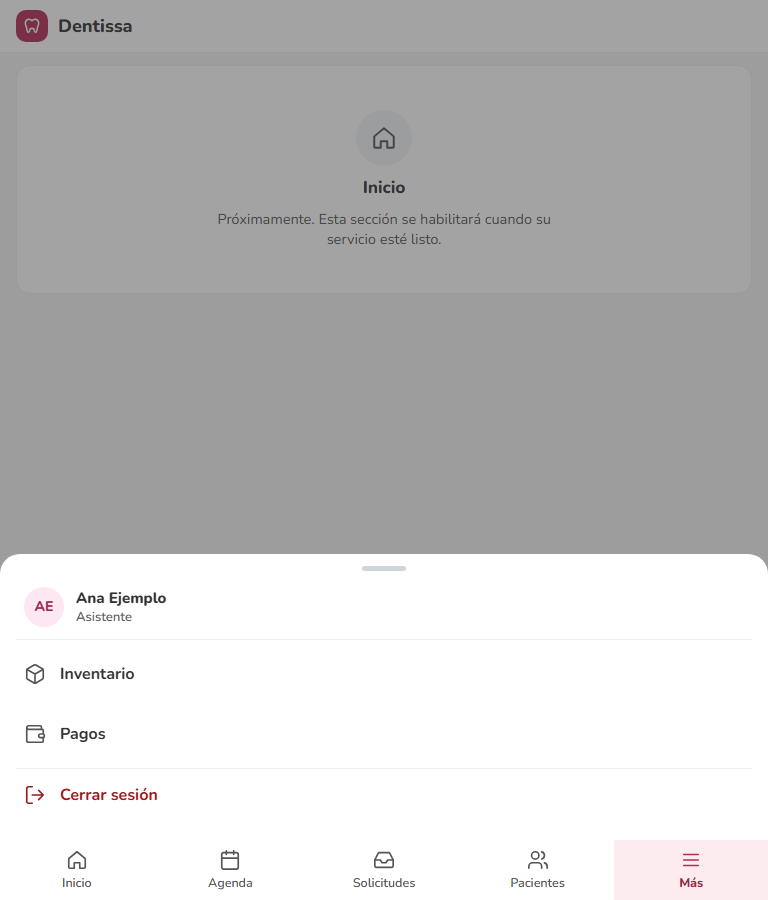 Dentissa
Inicio
Próximamente. Esta sección se habilitará cuando su
servicio esté listo.
AE
Ana Ejemplo
Asistente
Inventario
Pagos
Cerrar sesión
Inicio
Agenda
Solicitudes
Pacientes
Más